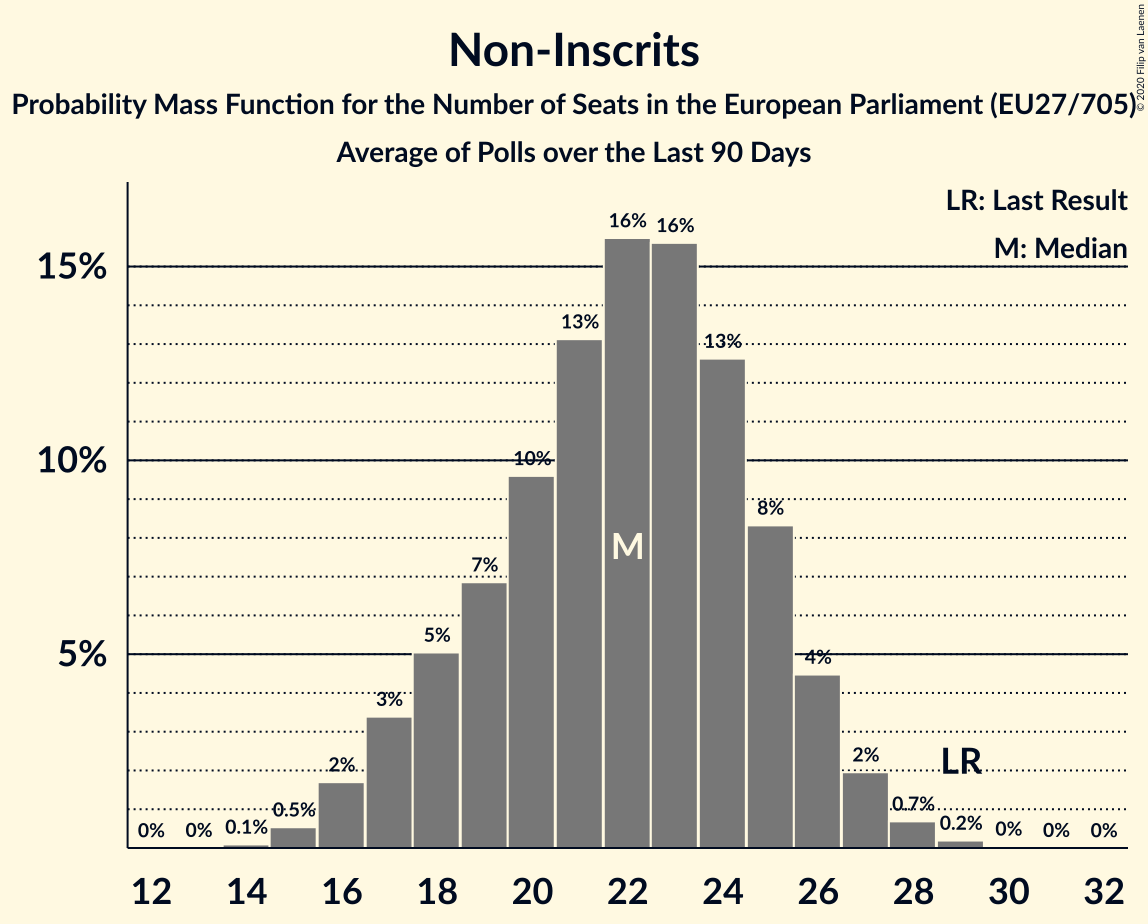 Non-Inscrits
Probability Mass Function for the Number of Seats in the European Parliament (EU27/705)
Average of Polls over the Last 90 Days
© 2020 Filip van Laenen
LR: Last Result
M: Median
15%
10%
5%
0% 0% 0.1% 0.5% 2% 3% 5% 7% 10% 13% 16% 16% 13% 8% 4% 2% 0.7% 0.2% 0% 0% 0%
M
LR
12 14 16 18 20 22 24 26 28 30 32